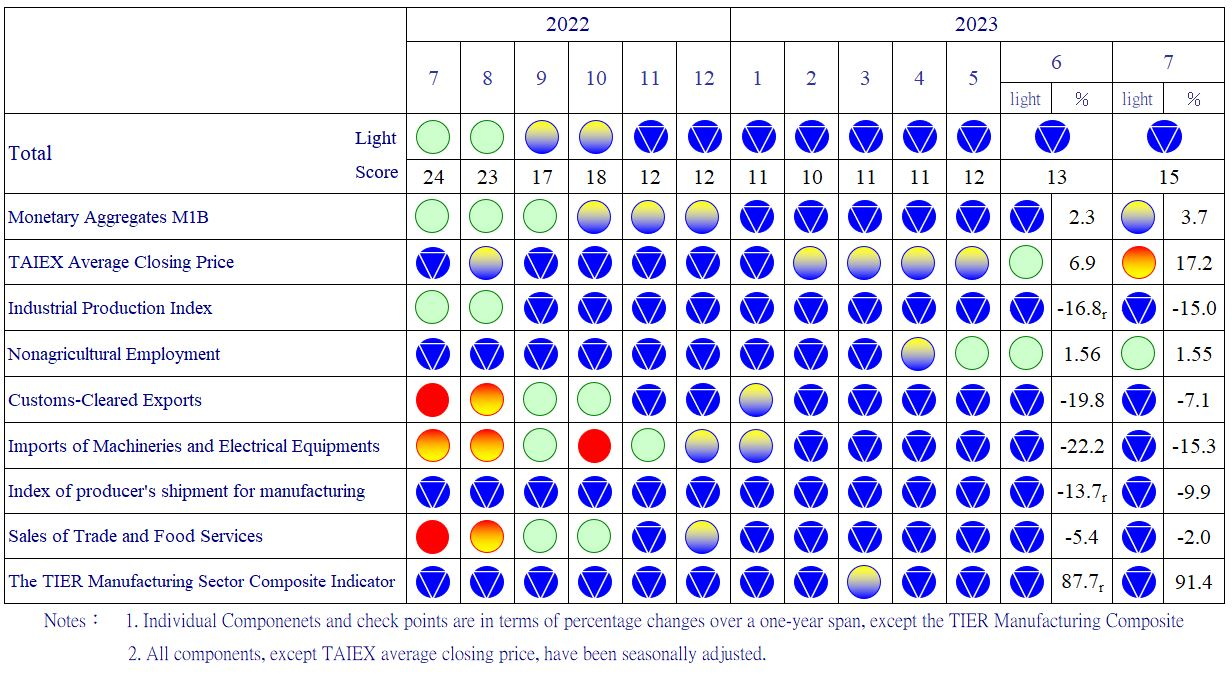 2022 2023
7 8 9 10 11 12 1 2 3 4 5 6 7
light % light %
Total Light
Score 24 23 17 18 12 12 11 10 11 11 12 13 15
Monetary Aggregates M1B 2.3 3.7
TAIEX Average Closing Price 6.9 17.2
Industrial Production Index -16.8r -15.0
Nonagricultural Employment 1.56 1.55
Customs-Cleared Exports -19.8 -7.1
Imports of Machineries and Electrical Equipments -22.2 -15.3
Index of producer's shipment for manufacturing -13.7r -9.9
Sales of Trade and Food Services -5.4 -2.0
The TIER Manufacturing Sector Composite Indicator 87.7r 91.4
Notes： 1. Individual Componenets and check points are in terms of percentage changes over a one-year span, except the TIER Manufacturing Composite
2. All components, except TAIEX average closing price, have been seasonally adjusted.